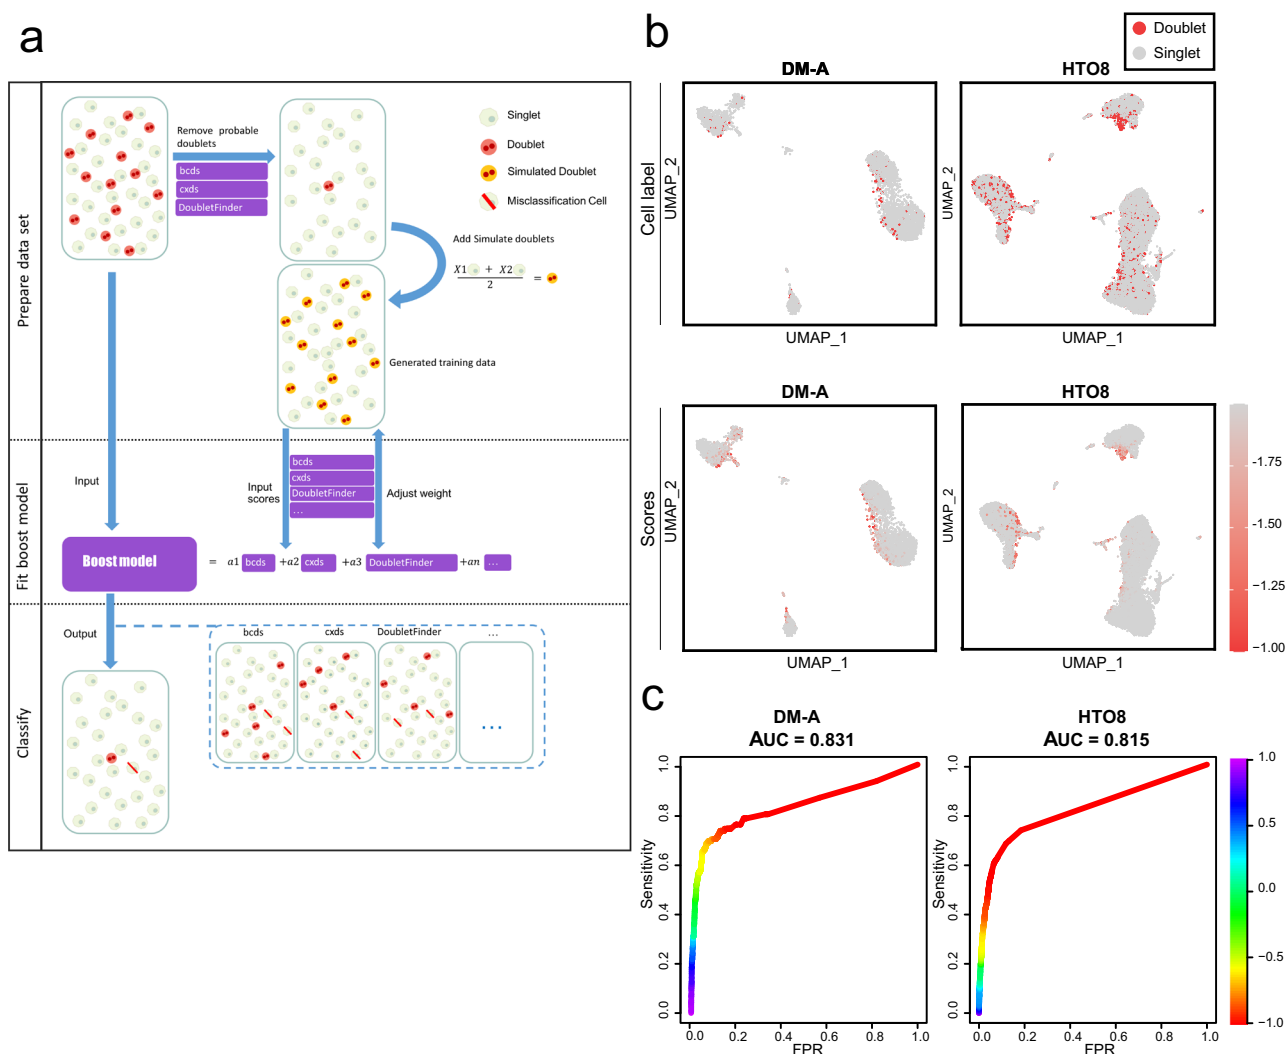 a
Prepare data set
Remove probable
doublets
bcds
cxds
DoubletFinder
Singlet
Doublet
Simulated Doublet
Misclassification Cell
Add Simulate doublets
X1 + X2
2
=
Generated training data
Fit boost model
Input
Input
scores
bcds
cxds
DoubletFinder
...
Adjust weight
Boost model
= a1 bcds +a2 cxds +a3 DoubletFinder +an ...
Classify
Output
bcds cxds DoubletFinder ...
...
b
Doublet
Singlet
DM-A
HTO8
Cell label
UMAP_2
UMAP_2
UMAP_1
UMAP_1
DM-A
HTO8
Scores
UMAP_2
UMAP_2
UMAP_1
UMAP_1
-1.75
-1.50
-1.25
-1.00
c
DM-A
AUC = 0.831
HTO8
AUC = 0.815
Sensitivity
1.0
0.8
0.6
0.4
0.2
0.0
0.0 0.2 0.4 0.6 0.8 1.0
FPR
Sensitivity
1.0
0.8
0.6
0.4
0.2
0.0
0.0 0.2 0.4 0.6 0.8 1.0
FPR
1.0
0.5
0.0
−0.5
−1.0